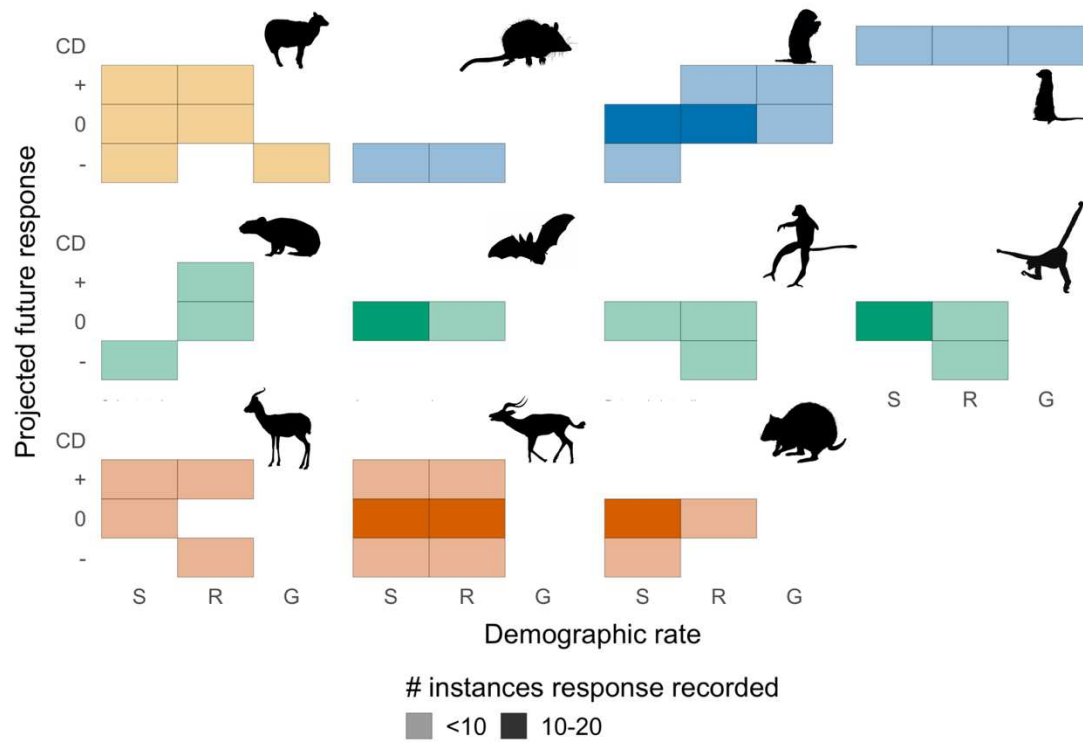 CD
+
0
-
CD
+
0
-
S R G
CD
+
0
-
S R G S R G S R G
Projected future response
Demographic rate
# instances response recorded
<10 10-20